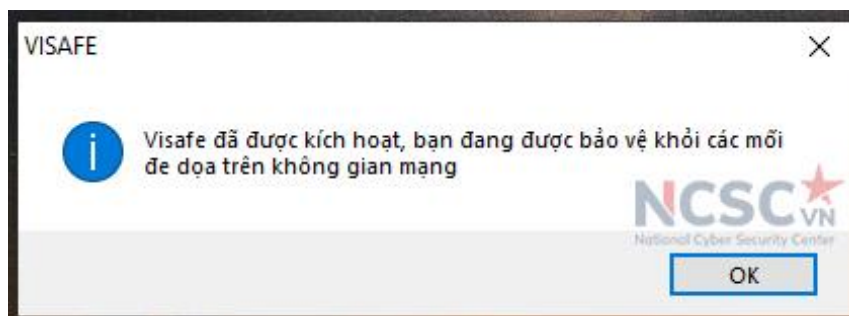 VISAFE
Visafe đã được kích hoạt, bạn đang được bảo vệ khỏi các mối
đe dọa trên không gian mạng
NCSC VN
National Cyber Security Center
OK